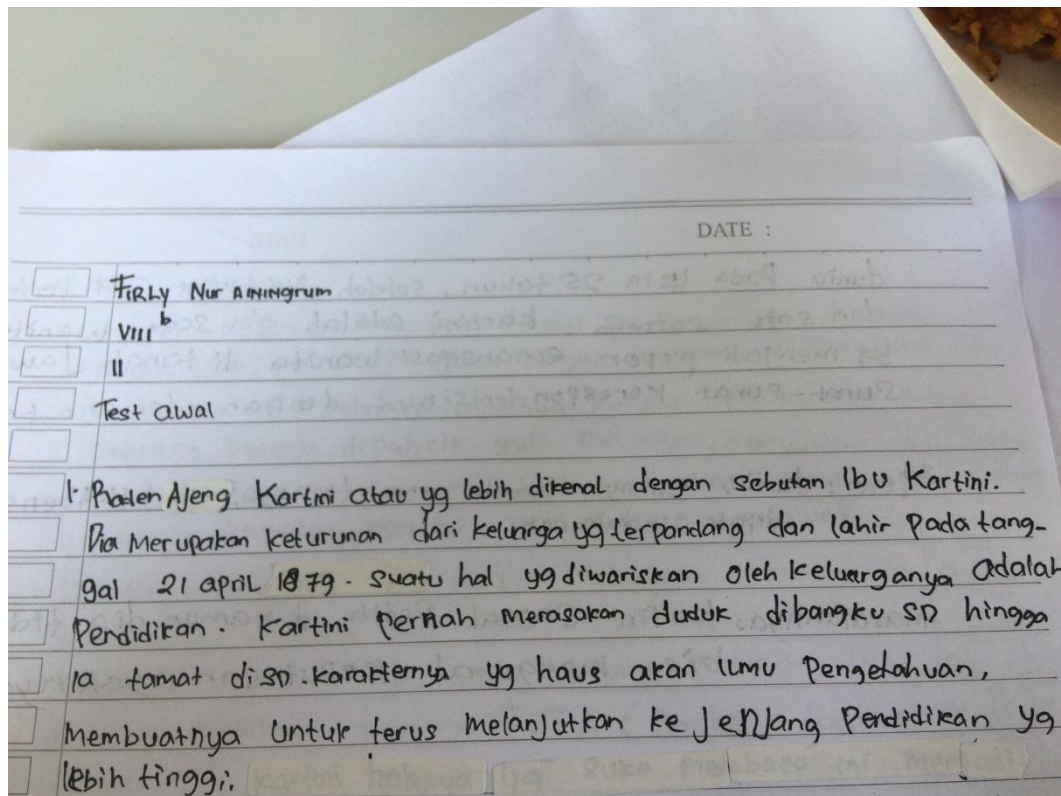 DATE :
FIRLY Nur AININgrum
VIII b
II
Test awal
1. Raden Ajeng Kartini atau yg lebih dikenal dengan sebutan Ibu Kartini.
Dia Merupakan keturunan dari keluarga yg terpandang dan lahir pada tang-
gal 21 april 1879. suatu hal yg diwariskan oleh keluarganya adalah
Pendidikan. Kartini pernah merasakan duduk dibangku SD hingga
ia tamat di SD. karakternya yg haus akan ilmu Pengetahuan,
Membuatnya untuk terus melanjutkan ke jenjang Pendidikan yg
lebih tinggi.